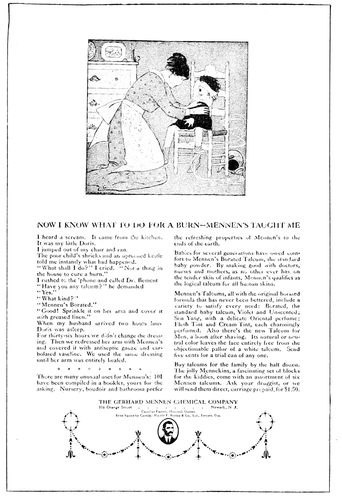 NOW I KNOW WHAT TO DO FOR A BURN—MENNEN'S TAUGHT ME
I heard a scream. It came from the kitchen.
It was my little Doris.
I jumped out of my chair and ran.
The poor child's shrieks and an upturned kettle
told me instantly what had happened.
"What shall I do?" I cried. "Not a thing in
the house to cure a burn."
I rushed to the 'phone and called Dr. Bement
"Have you any talcum?" he demanded
"Yes."
"What kind?"
"Mennen's Borated."
"Good! Sprinkle it on her arm and cover it
with greased linen."
When my husband arrived two hours later
Doris was asleep.
For thirty-six hours we didn't change the dress-
ing. Then we redressed her arm with Mennen's
and covered it with antiseptic gauze and car-
bolated vaseline. We used the same dressing
until her arm was entirely healed.
There are many unusual uses for Mennen's: 101
have been compiled in a booklet, yours for the
asking. Nursery, boudoir and bathroom prefer
the refreshing properties of Mennen's to the
ends of the earth.
Babies for several generations have owed com-
fort to Mennen's Borated Talcum, the standard
baby powder. By making good with doctors,
nurses and mothers, as no other ever has on
the tender skin of infants, Mennen's qualifies as
the logical talcum for all human skins.
Mennen's Talcums, all with the original borated
formula that has never been bettered, include a
variety to satisfy every need: Borated, the
standard baby talcum, Violet and Unscented,
Sen Yang, with a delicate Oriental perfume;
Flesh Tint and Cream Tint, each charmingly
perfumed. Also there's the new Talcum for
Men, a boon after shaving. Its natural or neu-
tral color leaves the face entirely free from the
objectionable pallor of a white talcum. Send
five cents for a trial can of any one.
Buy talcums for the family by the half dozen.
The jolly Mennikins, a fascinating set of blocks
for the kiddies, come with an assortment of six
Mennen talcums. Ask your druggist, or we
will send them direct, carriage prepaid, for $1.50.
THE GERHARD MENNEN CHEMICAL COMPANY
Orange Street Newark, N. J.